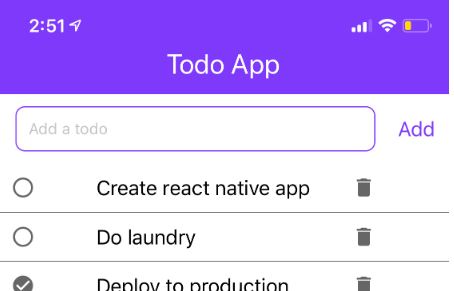 2:51
Todo App
Add a todo
Add
Create react native app
Do laundry
Deploy to production